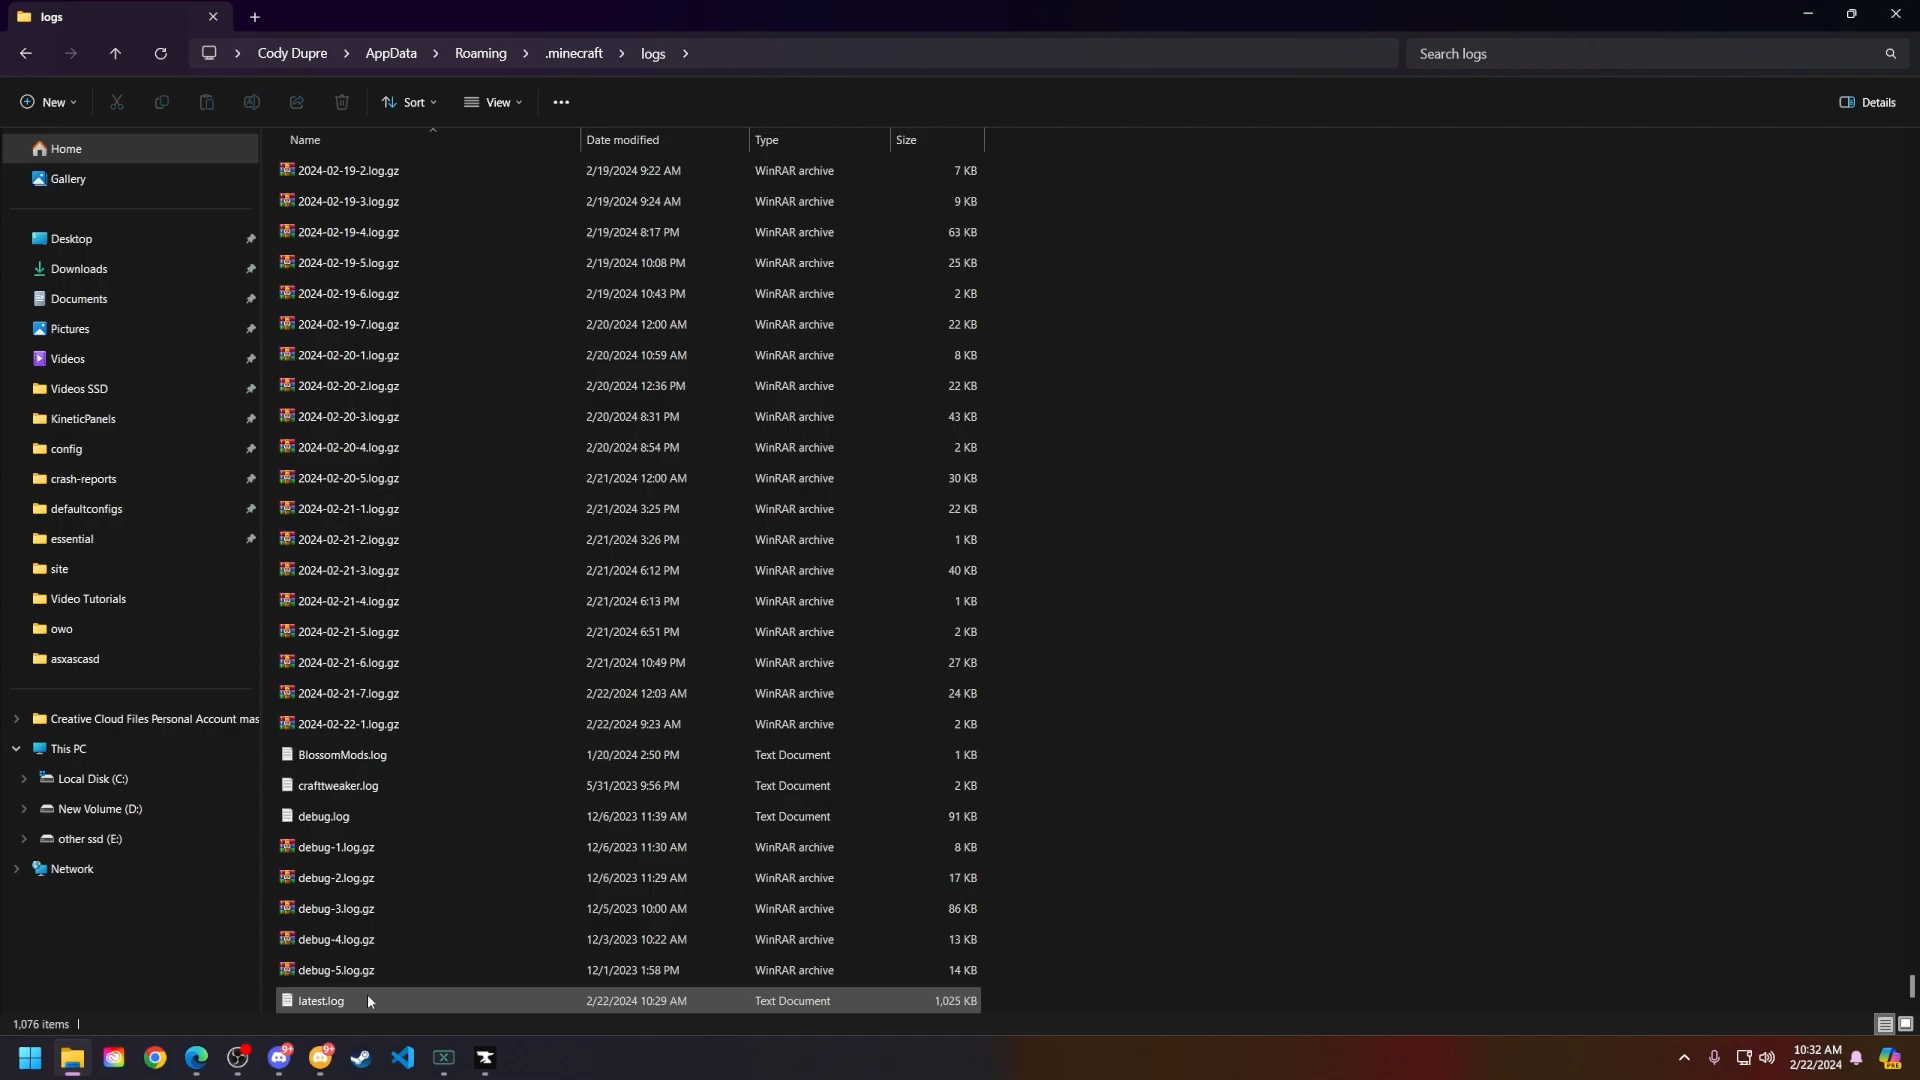 logs
Cody Dupre > AppData > Roaming > .minecraft > logs >
Search logs
New
Sort
View
Details
Home
Gallery
Desktop
Downloads
Documents
Pictures
Videos
Videos SSD
KineticPanels
config
crash-reports
defaultconfigs
essential
site
Video Tutorials
owo
asxascasd
Creative Cloud Files Personal Account mas
This PC
Local Disk (C:)
New Volume (D:)
other ssd (E:)
Network
Name Date modified Type Size
2024-02-19-2.log.gz 2/19/2024 9:22 AM WinRAR archive 7 KB
2024-02-19-3.log.gz 2/19/2024 9:24 AM WinRAR archive 9 KB
2024-02-19-4.log.gz 2/19/2024 8:17 PM WinRAR archive 63 KB
2024-02-19-5.log.gz 2/19/2024 10:08 PM WinRAR archive 25 KB
2024-02-19-6.log.gz 2/19/2024 10:43 PM WinRAR archive 2 KB
2024-02-19-7.log.gz 2/20/2024 12:00 AM WinRAR archive 22 KB
2024-02-20-1.log.gz 2/20/2024 10:59 AM WinRAR archive 8 KB
2024-02-20-2.log.gz 2/20/2024 12:36 PM WinRAR archive 22 KB
2024-02-20-3.log.gz 2/20/2024 8:31 PM WinRAR archive 43 KB
2024-02-20-4.log.gz 2/20/2024 8:54 PM WinRAR archive 2 KB
2024-02-20-5.log.gz 2/21/2024 12:00 AM WinRAR archive 30 KB
2024-02-21-1.log.gz 2/21/2024 3:25 PM WinRAR archive 22 KB
2024-02-21-2.log.gz 2/21/2024 3:26 PM WinRAR archive 1 KB
2024-02-21-3.log.gz 2/21/2024 6:12 PM WinRAR archive 40 KB
2024-02-21-4.log.gz 2/21/2024 6:13 PM WinRAR archive 1 KB
2024-02-21-5.log.gz 2/21/2024 6:51 PM WinRAR archive 2 KB
2024-02-21-6.log.gz 2/21/2024 10:49 PM WinRAR archive 27 KB
2024-02-21-7.log.gz 2/22/2024 12:03 AM WinRAR archive 24 KB
2024-02-22-1.log.gz 2/22/2024 9:23 AM WinRAR archive 2 KB
BlossomMods.log 1/20/2024 2:50 PM Text Document 1 KB
crafttweaker.log 5/31/2023 9:56 PM Text Document 2 KB
debug.log 12/6/2023 11:39 AM Text Document 91 KB
debug-1.log.gz 12/6/2023 11:30 AM WinRAR archive 8 KB
debug-2.log.gz 12/6/2023 11:29 AM WinRAR archive 17 KB
debug-3.log.gz 12/5/2023 10:00 AM WinRAR archive 86 KB
debug-4.log.gz 12/3/2023 10:22 AM WinRAR archive 13 KB
debug-5.log.gz 12/1/2023 1:58 PM WinRAR archive 14 KB
latest.log 2/22/2024 10:29 AM Text Document 1,025 KB
1,076 items
9+
9+
10:32 AM
2/22/2024
PRE